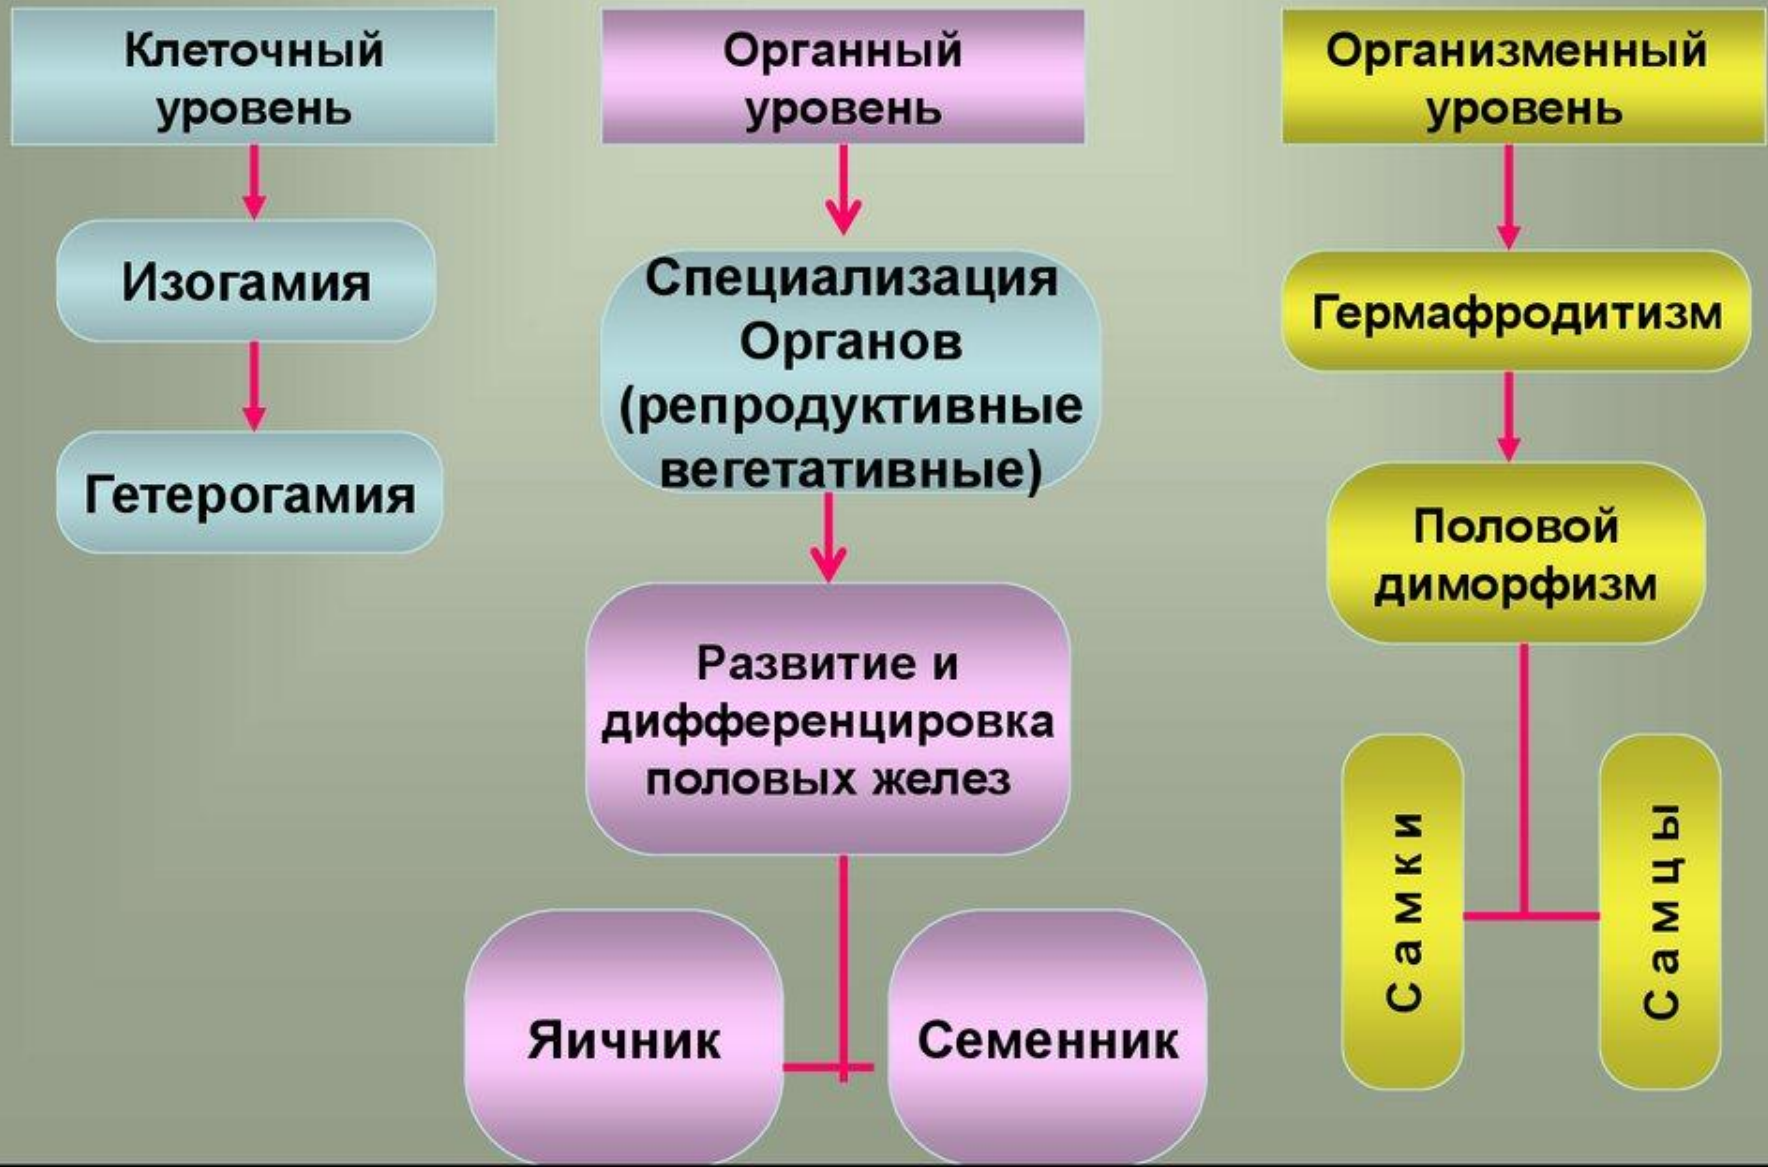 Клеточный
уровень
Изогамия
Гетерогамия
Органный
уровень
Специализация
Органов
(репродуктивные
вегетативные)
Развитие и
дифференцировка
половых желез
Яичник
Семенник
Организменный
уровень
Гермафродитизм
Половой
диморфизм
Самки
Самцы